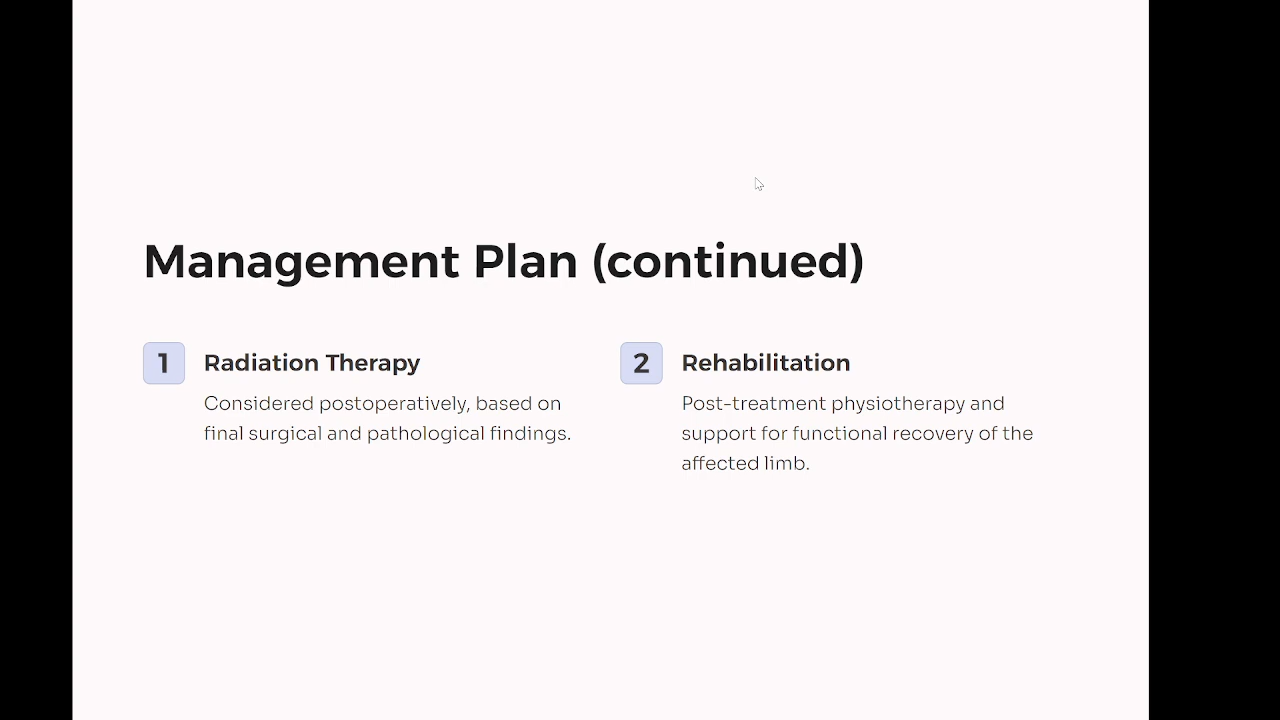 Management Plan (continued)
1
Radiation Therapy
Considered postoperatively, based on
final surgical and pathological findings.
2
Rehabilitation
Post-treatment physiotherapy and
support for functional recovery of the
affected limb.